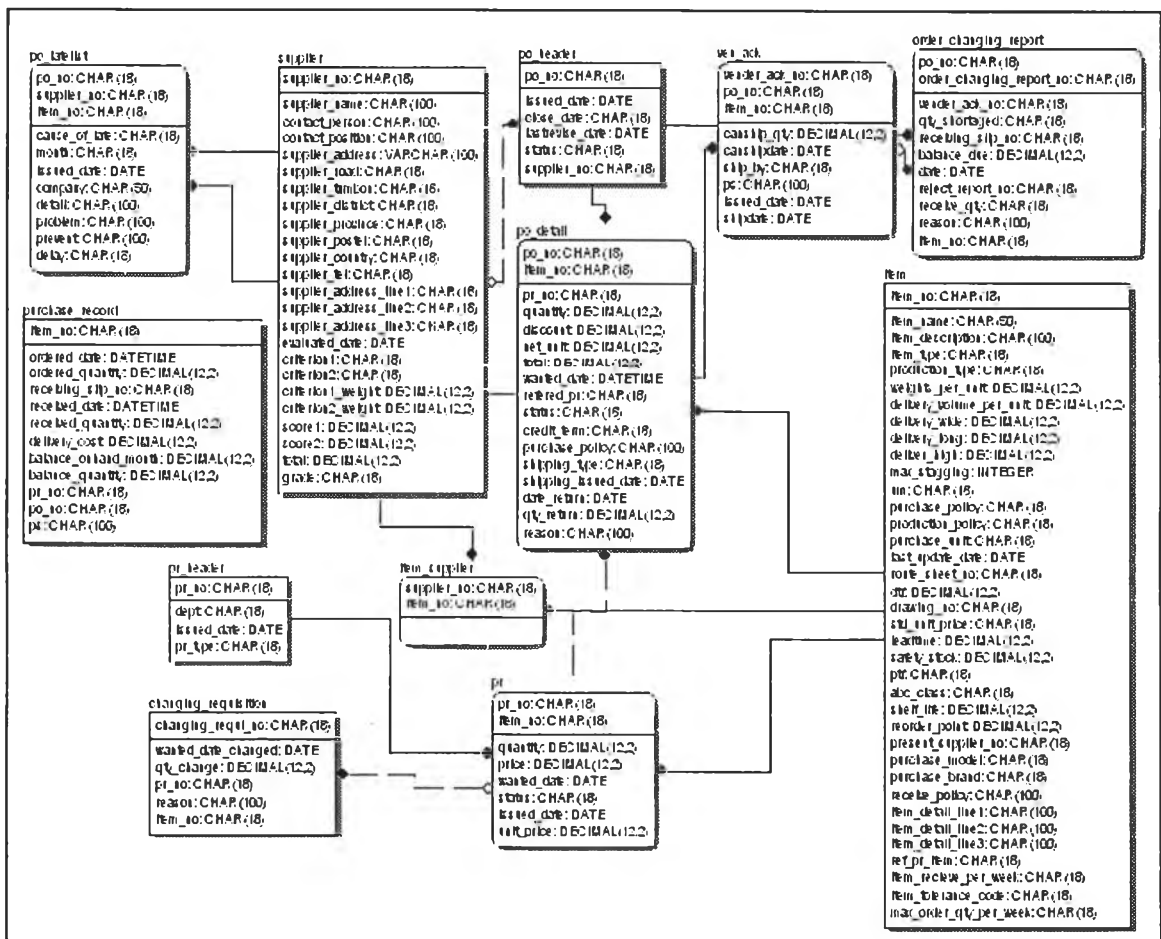 po_latelist
po_no: CHAR(18)
supplier_no: CHAR(18)
item_no: CHAR(18)
cause_of_late: CHAR(18)
month: CHAR(18)
issued_date: DATE
company: CHAR(50)
detail: CHAR(100)
problem: CHAR(100)
prevent: CHAR(100)
delay: CHAR(18)
supplier
supplier_no: CHAR(18)
supplier_name: CHAR(100)
contact_person: CHAR(100)
contact_position: CHAR(100)
supplier_address: VARCHAR(100)
supplier_road: CHAR(18)
supplier_tumbon: CHAR(18)
supplier_district: CHAR(18)
supplier_province: CHAR(18)
supplier_postel: CHAR(18)
supplier_country: CHAR(18)
supplier_tel: CHAR(18)
supplier_address_line1: CHAR(18)
supplier_address_line2: CHAR(18)
supplier_address_line3: CHAR(18)
evaluated_date: DATE
criterion1: CHAR(18)
criterion2: CHAR(18)
criterion1_weight: DECIMAL(12,2)
criterion2_weight: DECIMAL(12,2)
score1: DECIMAL(12,2)
score2: DECIMAL(12,2)
total: DECIMAL(12,2)
grade: CHAR(18)
po_header
po_no: CHAR(18)
issued_date: DATE
close_date: CHAR(18)
lastrevise_date: DATE
status: CHAR(18)
supplier_no: CHAR(18)
ven_ack
vender_ack_no: CHAR(18)
po_no: CHAR(18)
item_no: CHAR(18)
canship_qty: DECIMAL(12,2)
canshipdate: DATE
ship_by: CHAR(18)
ps: CHAR(100)
issued_date: DATE
shipdate: DATE
order_changing_report
po_no: CHAR(18)
order_changing_report_no: CHAR(18)
vender_ack_no: CHAR(18)
qty_shortaged: CHAR(18)
receiving_slip_no: CHAR(18)
balance_due: DECIMAL(12,2)
date: DATE
reject_report_no: CHAR(18)
receive_qty: CHAR(18)
reason: CHAR(100)
item_no: CHAR(18)
po_detail
po_no: CHAR(18)
item_no: CHAR(18)
pr_no: CHAR(18)
quantity: DECIMAL(12,2)
discount: DECIMAL(12,2)
net_unit: DECIMAL(12,2)
total: DECIMAL(12,2)
wanted_date: DATETIME
refered_pr: CHAR(18)
status: CHAR(18)
credit_term: CHAR(18)
purchase_policy: CHAR(100)
shipping_type: CHAR(18)
shipping_issued_date: DATE
date_return: DATE
qty_return: DECIMAL(12,2)
reason: CHAR(100)
item
item_no: CHAR(18)
item_name: CHAR(50)
item_description: CHAR(100)
item_type: CHAR(18)
production_type: CHAR(18)
weight_per_unit: DECIMAL(12,2)
delivery_volume_per_unit: DECIMAL(12,2)
delivery_wide: DECIMAL(12,2)
delivery_long: DECIMAL(12,2)
deliver_high: DECIMAL(12,2)
max_stagging: INTEGER
um: CHAR(18)
purchase_policy: CHAR(18)
production_policy: CHAR(18)
purchase_unit: CHAR(18)
last_update_date: DATE
route_sheet_no: CHAR(18)
dtf: DECIMAL(12,2)
drawing_no: CHAR(18)
std_unit_price: CHAR(18)
leadtime: DECIMAL(12,2)
safety_stock: DECIMAL(12,2)
ptf: CHAR(18)
abc_class: CHAR(18)
shelf_life: DECIMAL(12,2)
reorder_point: DECIMAL(12,2)
present_supplier_no: CHAR(18)
purchase_model: CHAR(18)
purchase_brand: CHAR(18)
receive_policy: CHAR(100)
item_detail_line1: CHAR(100)
item_detail_line2: CHAR(100)
item_detail_line3: CHAR(100)
ref_pr_item: CHAR(18)
item_recieve_per_week: CHAR(18)
item_tolerance_code: CHAR(18)
max_order_qty_per_week: CHAR(18)
purchase_record
item_no: CHAR(18)
ordered_date: DATETIME
ordered_quantity: DECIMAL(12,2)
receiving_slip_no: CHAR(18)
received_date: DATETIME
received_quantity: DECIMAL(12,2)
delivery_cost: DECIMAL(12,2)
balance_onhand_month: DECIMAL(12,2)
balance_quantity: DECIMAL(12,2)
pr_no: CHAR(18)
po_no: CHAR(18)
ps: CHAR(100)
pr_header
pr_no: CHAR(18)
dept: CHAR(18)
issued_date: DATE
pr_type: CHAR(18)
item_supplier
supplier_no: CHAR(18)
item_no: CHAR(18)
changing_requisition
changing_requi_no: CHAR(18)
wanted_date_changed: DATE
qty_change: DECIMAL(12,2)
pr_no: CHAR(18)
reason: CHAR(100)
item_no: CHAR(18)
pr
pr_no: CHAR(18)
item_no: CHAR(18)
quantity: DECIMAL(12,2)
price: DECIMAL(12,2)
wanted_date: DATE
status: CHAR(18)
issued_date: DATE
unit_price: DECIMAL(12,2)